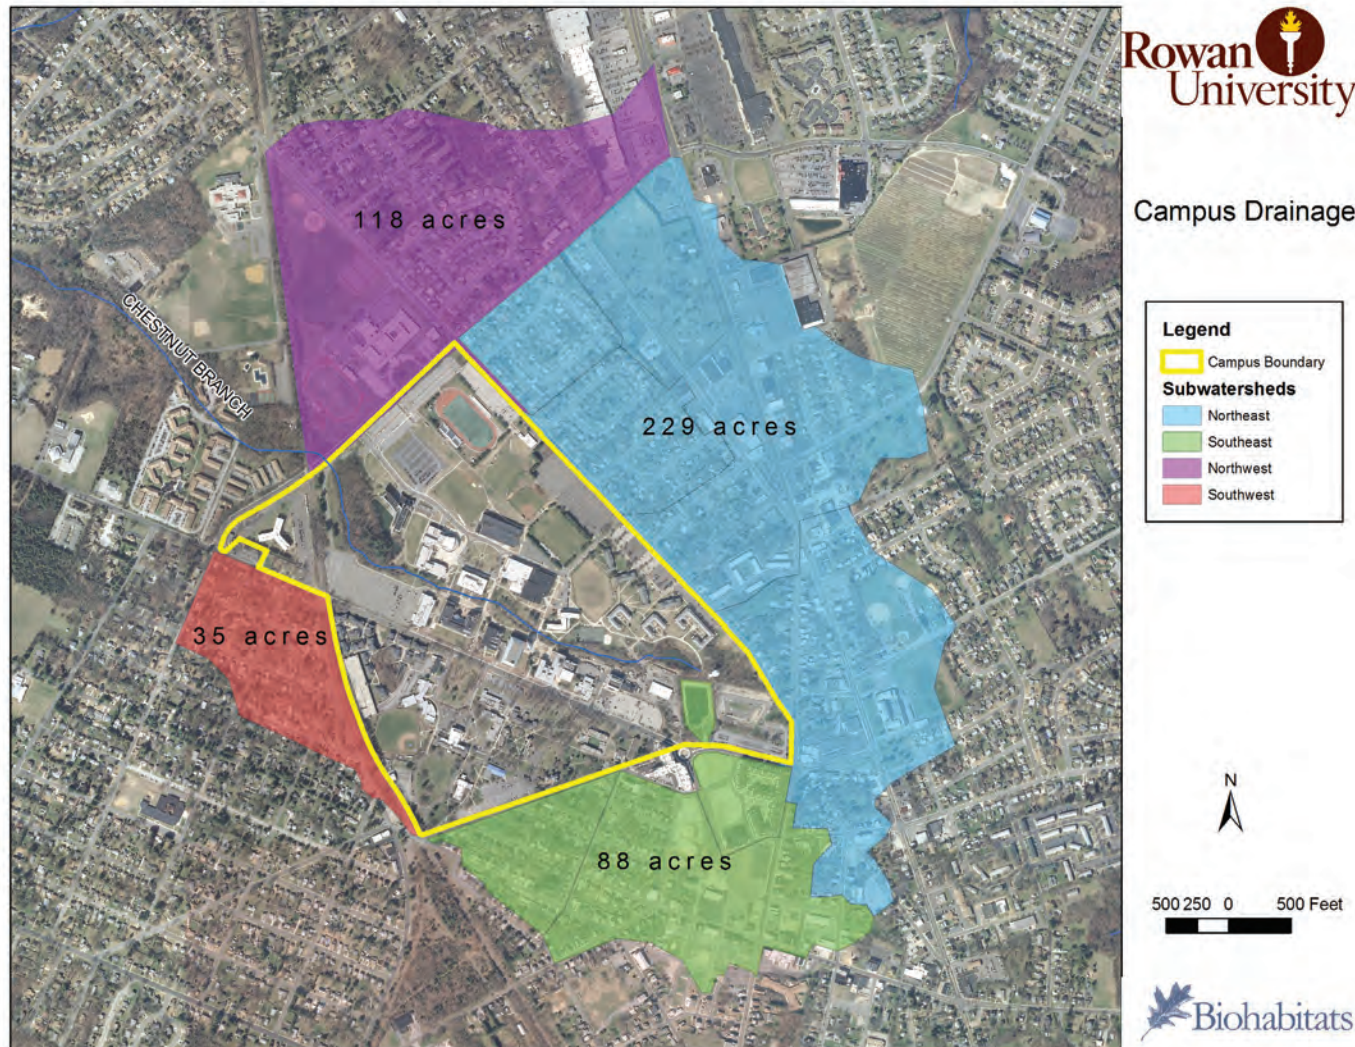 Rowan
University
Campus Drainage
118 acres
CHESTNUT BRANCH
229 acres
35 acres
88 acres
Legend
Campus Boundary
Subwatersheds
Northeast
Southeast
Northwest
Southwest
N
500 250 0 500 Feet
Biohabitats